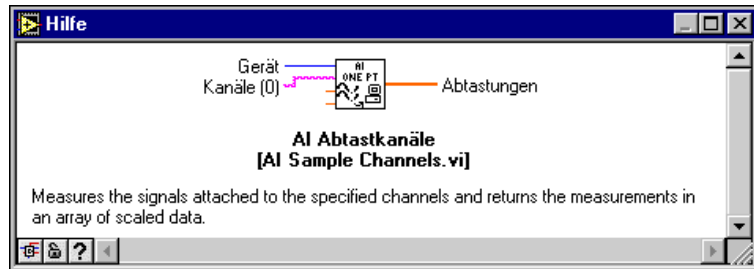 Hilfe
Gerät
Kanäle (0)
AI
ONE PT
Abtastungen
AI Abtastkanäle
[AI Sample Channels.vi]
Measures the signals attached to the specified channels and returns the measurements in
an array of scaled data.
?